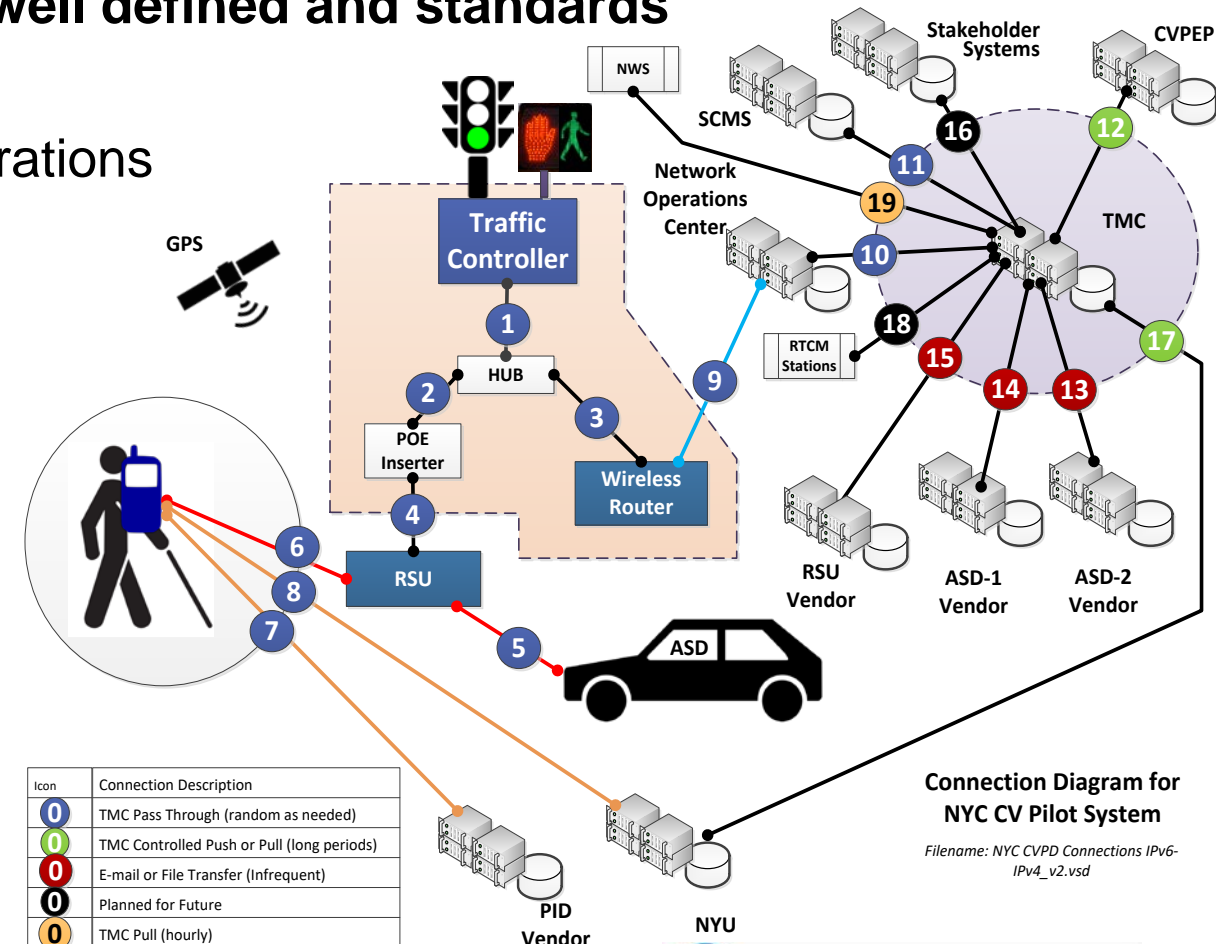 well defined and standards
rations
Stakeholder
Systems
CVPEP
NWS
SCMS
16
12
11
Network
Operations
Center
19
TMC
Traffic
Controller
GPS
10
1
18
17
RTCM
Stations
15
HUB
9
2
14
13
3
POE
Inserter
Wireless
Router
4
6
RSU
RSU
Vendor
ASD-1
Vendor
ASD-2
Vendor
8
7
5
ASD
Icon
Connection Description
0
TMC Pass Through (random as needed)
0
TMC Controlled Push or Pull (long periods)
0
E-mail or File Transfer (Infrequent)
0
Planned for Future
0
TMC Pull (hourly)
Connection Diagram for
NYC CV Pilot System
Filename: NYC CVPD Connections IPv6-
IPv4_v2.vsd
PID
Vendor
NYU